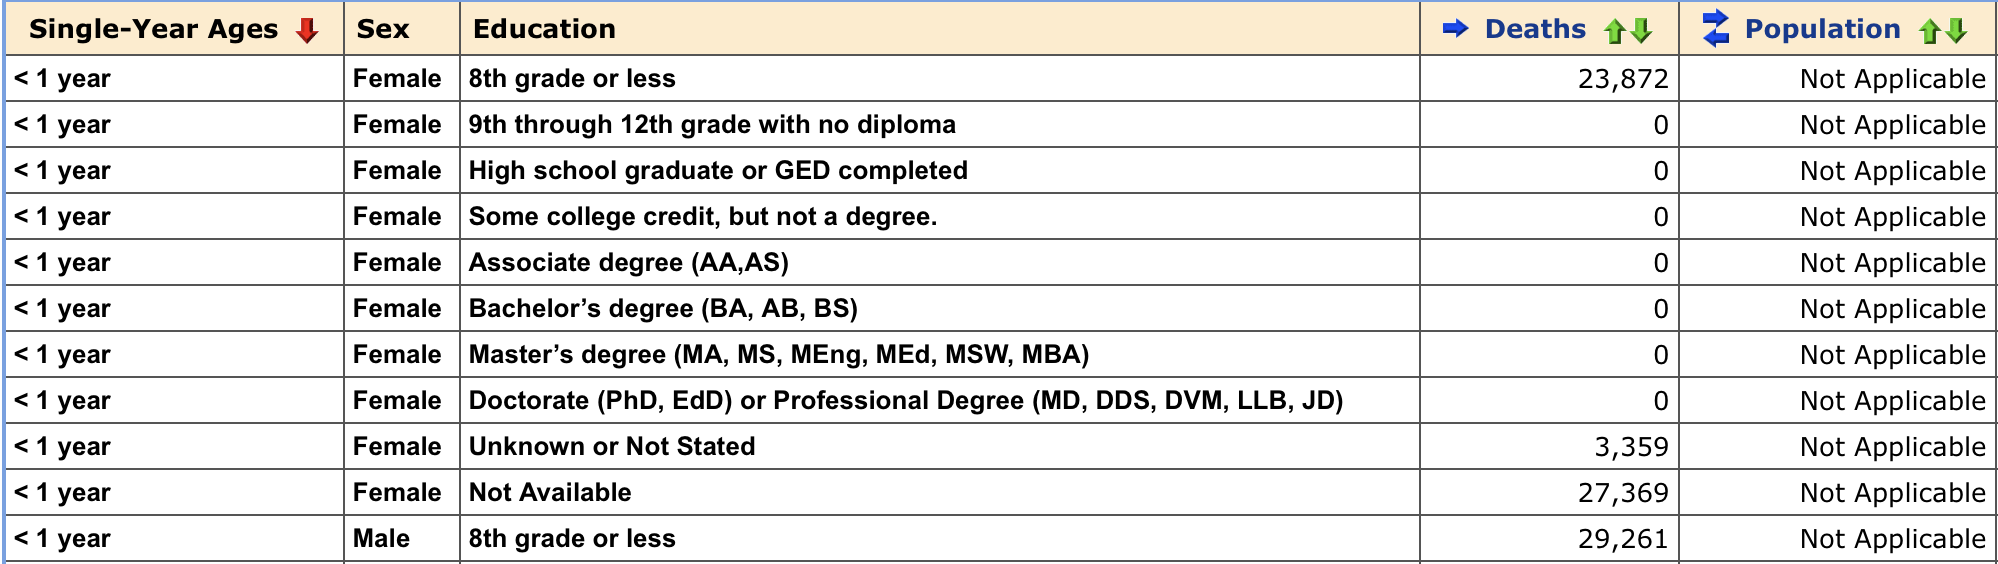 Single-Year Ages Sex Education Deaths Population
< 1 year Female 8th grade or less 23,872 Not Applicable
< 1 year Female 9th through 12th grade with no diploma 0 Not Applicable
< 1 year Female High school graduate or GED completed 0 Not Applicable
< 1 year Female Some college credit, but not a degree. 0 Not Applicable
< 1 year Female Associate degree (AA,AS) 0 Not Applicable
< 1 year Female Bachelor’s degree (BA, AB, BS) 0 Not Applicable
< 1 year Female Master’s degree (MA, MS, MEng, MEd, MSW, MBA) 0 Not Applicable
< 1 year Female Doctorate (PhD, EdD) or Professional Degree (MD, DDS, DVM, LLB, JD) 0 Not Applicable
< 1 year Female Unknown or Not Stated 3,359 Not Applicable
< 1 year Female Not Available 27,369 Not Applicable
< 1 year Male 8th grade or less 29,261 Not Applicable